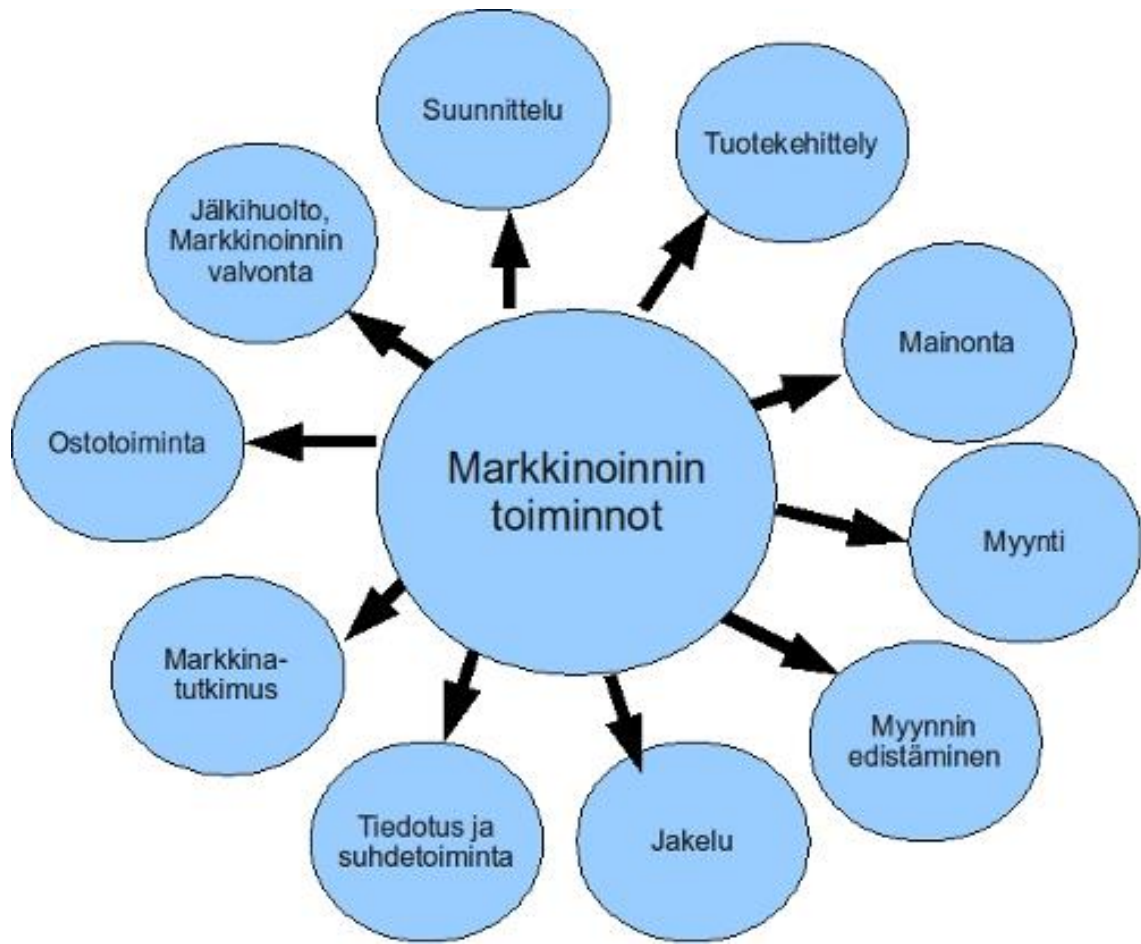 Suunnittelu
Tuotekehittely
Jälkihuolto,
Markkinoinnin
valvonta
Mainonta
Ostotoiminta
Markkinoinnin
toiminnot
Myynti
Markkina-
tutkimus
Myynnin
edistäminen
Tiedotus ja
suhdetoiminta
Jakelu